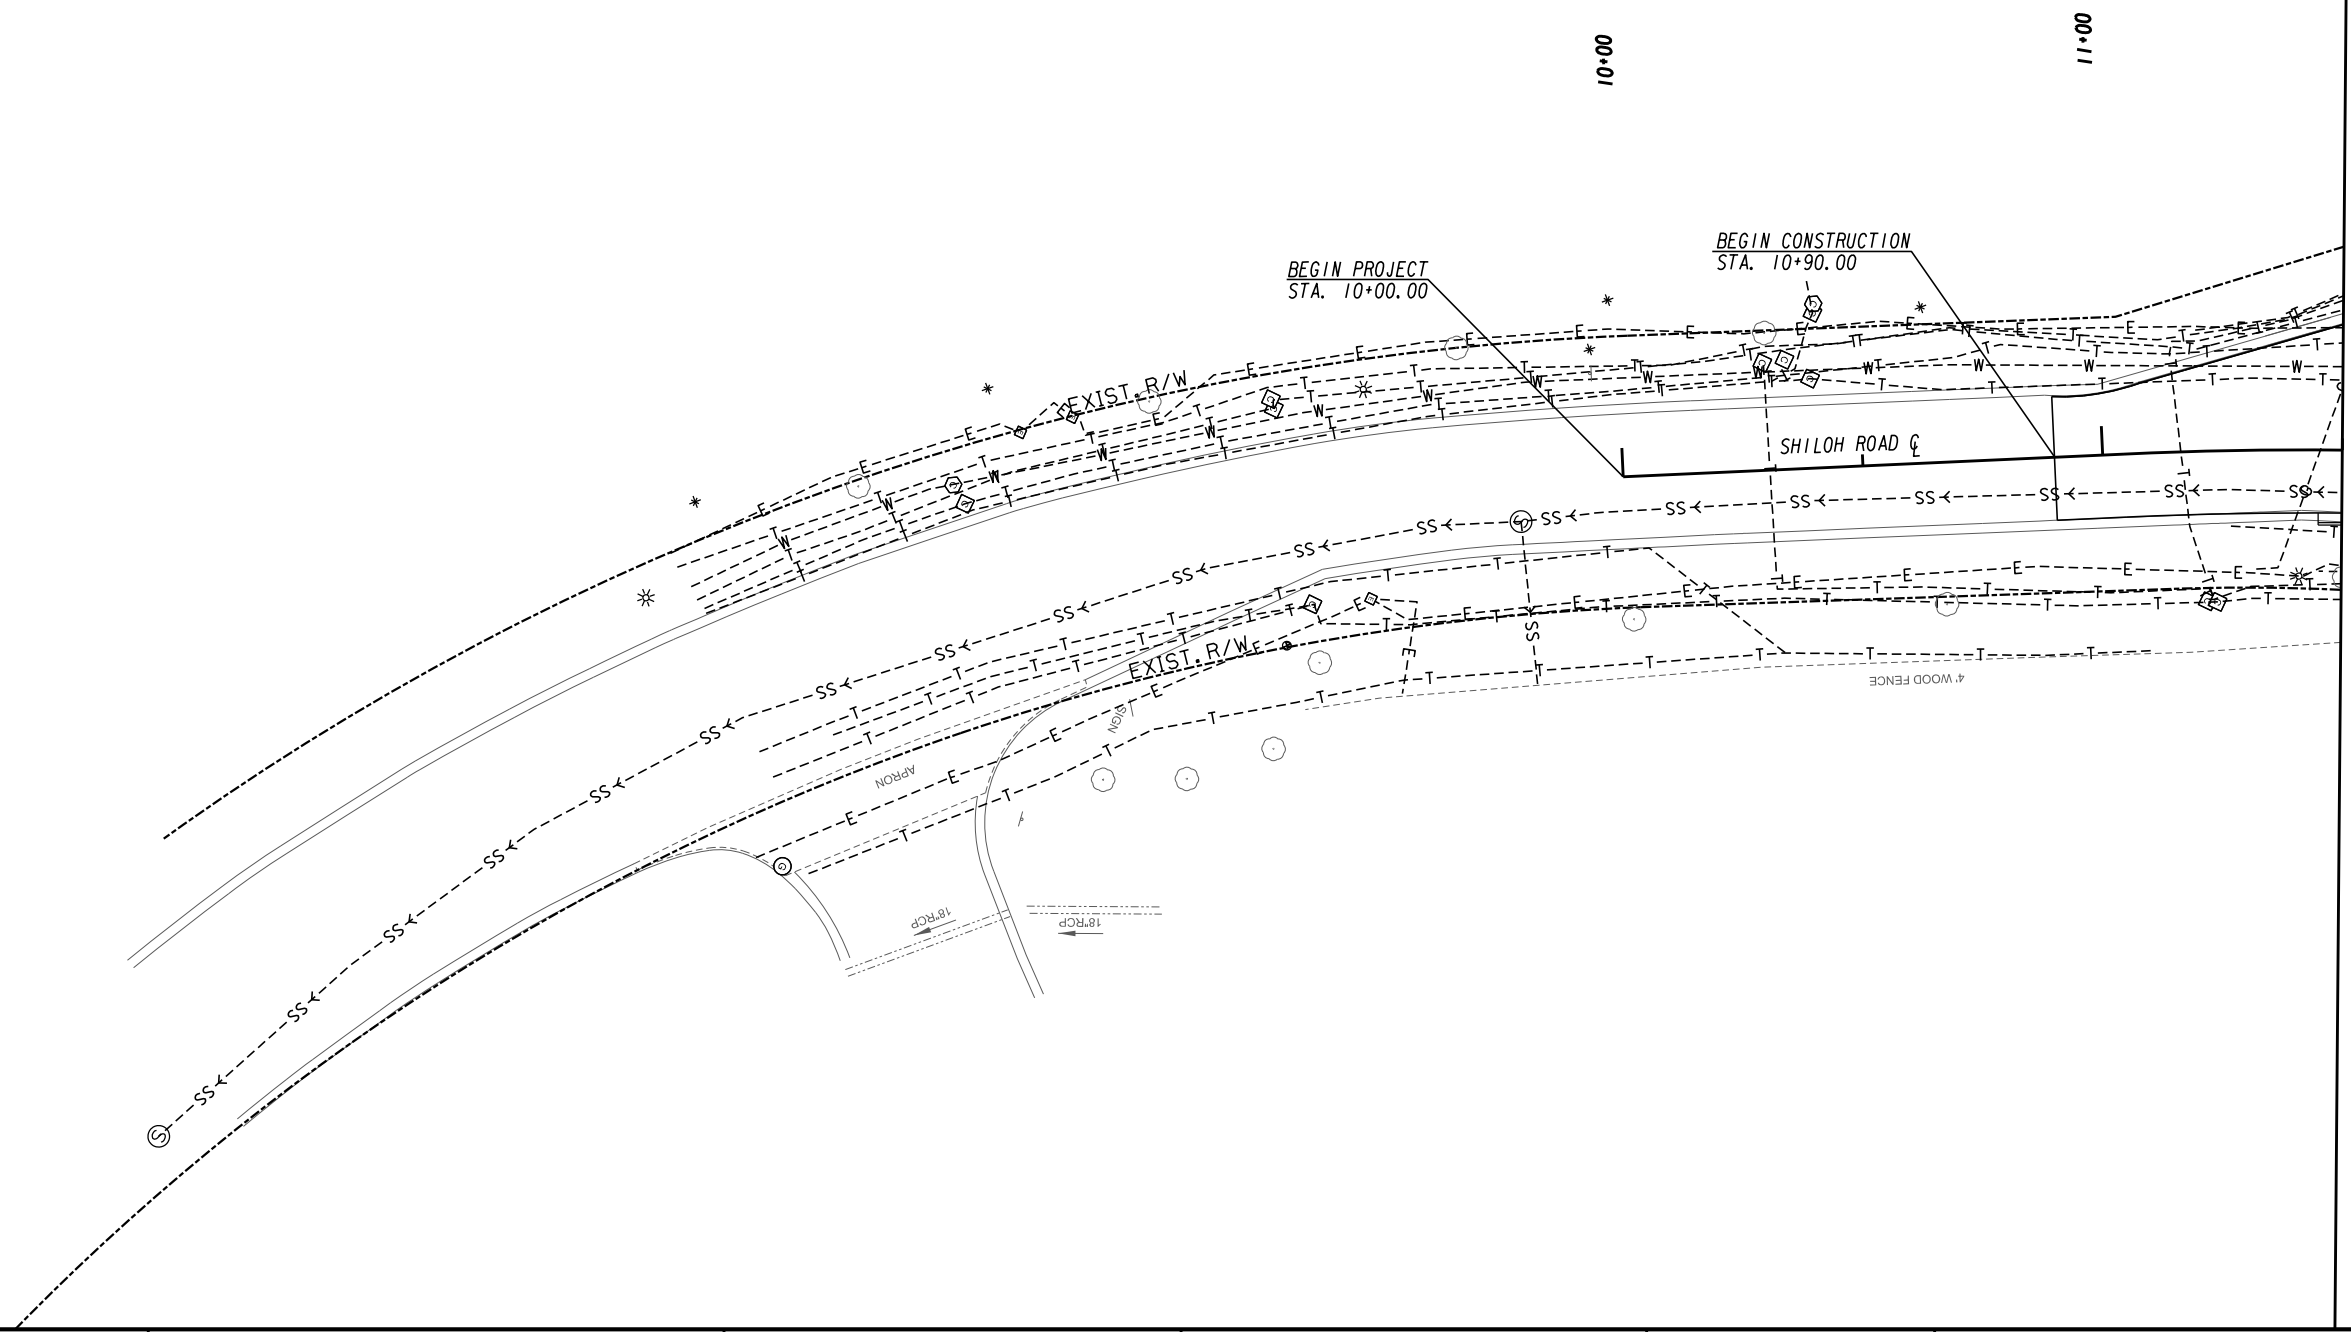 10+00
11+00
BEGIN PROJECT
STA. 10+00.00
BEGIN CONSTRUCTION
STA. 10+90.00
EXIST. R/W
SHILOH ROAD ℄
EXIST. R/W
4' WOOD FENCE
SIGN
APRON
18"RCP
18"RCP